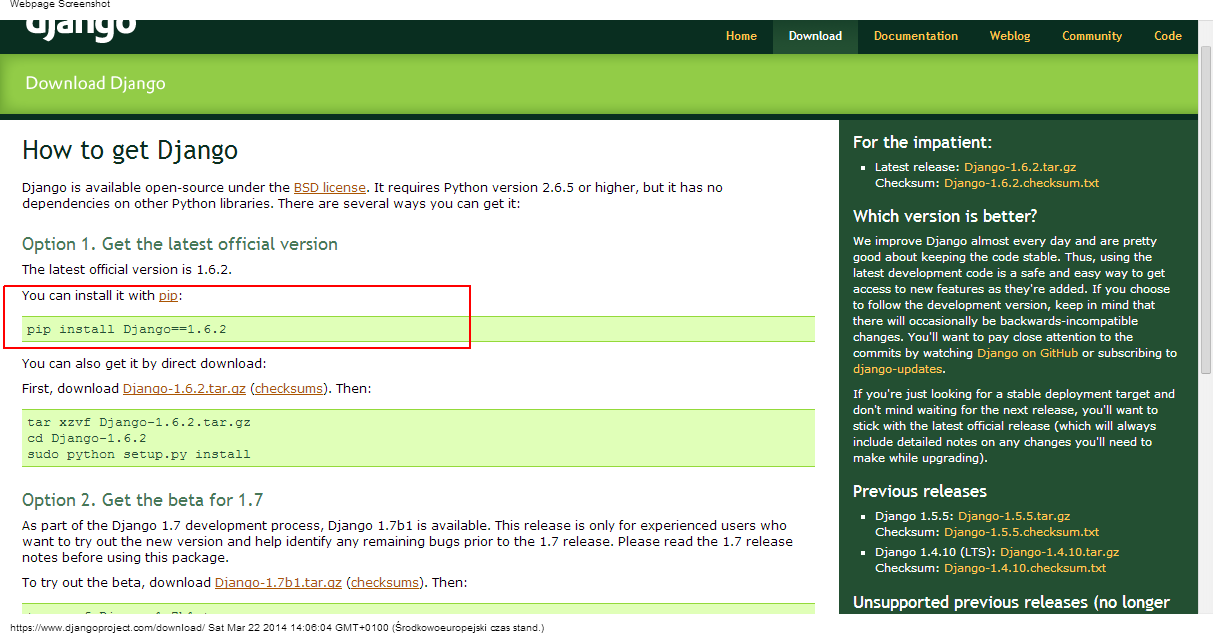 Webpage Screenshot
django
Home Download Documentation Weblog Community Code
Download Django
How to get Django
Django is available open-source under the BSD license. It requires Python version 2.6.5 or higher, but it has no
dependencies on other Python libraries. There are several ways you can get it:
Option 1. Get the latest official version
The latest official version is 1.6.2.
You can install it with pip:
pip install Django==1.6.2
You can also get it by direct download:
First, download Django-1.6.2.tar.gz (checksums). Then:
tar xzvf Django-1.6.2.tar.gz
cd Django-1.6.2
sudo python setup.py install
Option 2. Get the beta for 1.7
As part of the Django 1.7 development process, Django 1.7b1 is available. This release is only for experienced users who
want to try out the new version and help identify any remaining bugs prior to the 1.7 release. Please read the 1.7 release
notes before using this package.
To try out the beta, download Django-1.7b1.tar.gz (checksums). Then:
For the impatient:
Latest release: Django-1.6.2.tar.gz
Checksum: Django-1.6.2.checksum.txt
Which version is better?
We improve Django almost every day and are pretty
good about keeping the code stable. Thus, using the
latest development code is a safe and easy way to get
access to new features as they're added. If you choose
to follow the development version, keep in mind that
there will occasionally be backwards-incompatible
changes. You'll want to pay close attention to the
commits by watching Django on GitHub or subscribing to
django-updates.
If you're just looking for a stable deployment target and
don't mind waiting for the next release, you'll want to
stick with the latest official release (which will always
include detailed notes on any changes you'll need to
make while upgrading).
Previous releases
Django 1.5.5: Django-1.5.5.tar.gz
Checksum: Django-1.5.5.checksum.txt
Django 1.4.10 (LTS): Django-1.4.10.tar.gz
Checksum: Django-1.4.10.checksum.txt
Unsupported previous releases (no longer
https://www.djangoproject.com/download/ Sat Mar 22 2014 14:06:04 GMT+0100 (Środkowoeuropejski czas stand.)